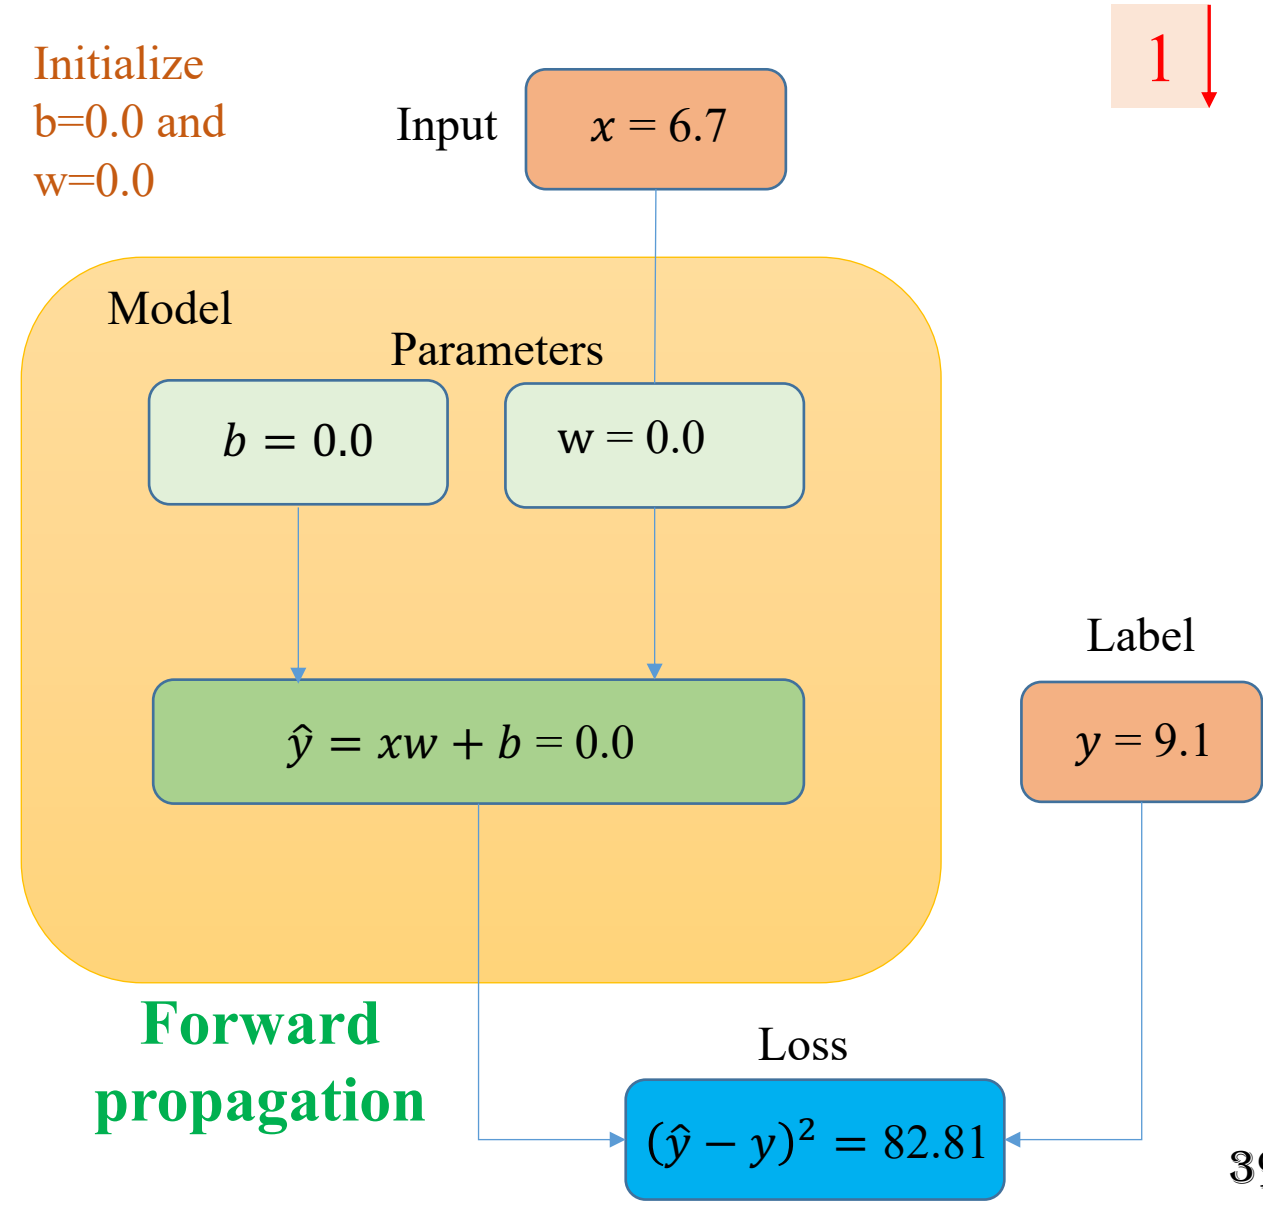 Initialize
b=0.0 and
w=0.0
1
Input
x = 6.7
Model
Parameters
b = 0.0
w = 0.0
ŷ = xw + b = 0.0
Label
y = 9.1
Forward
propagation
Loss
(ŷ − y)² = 82.81